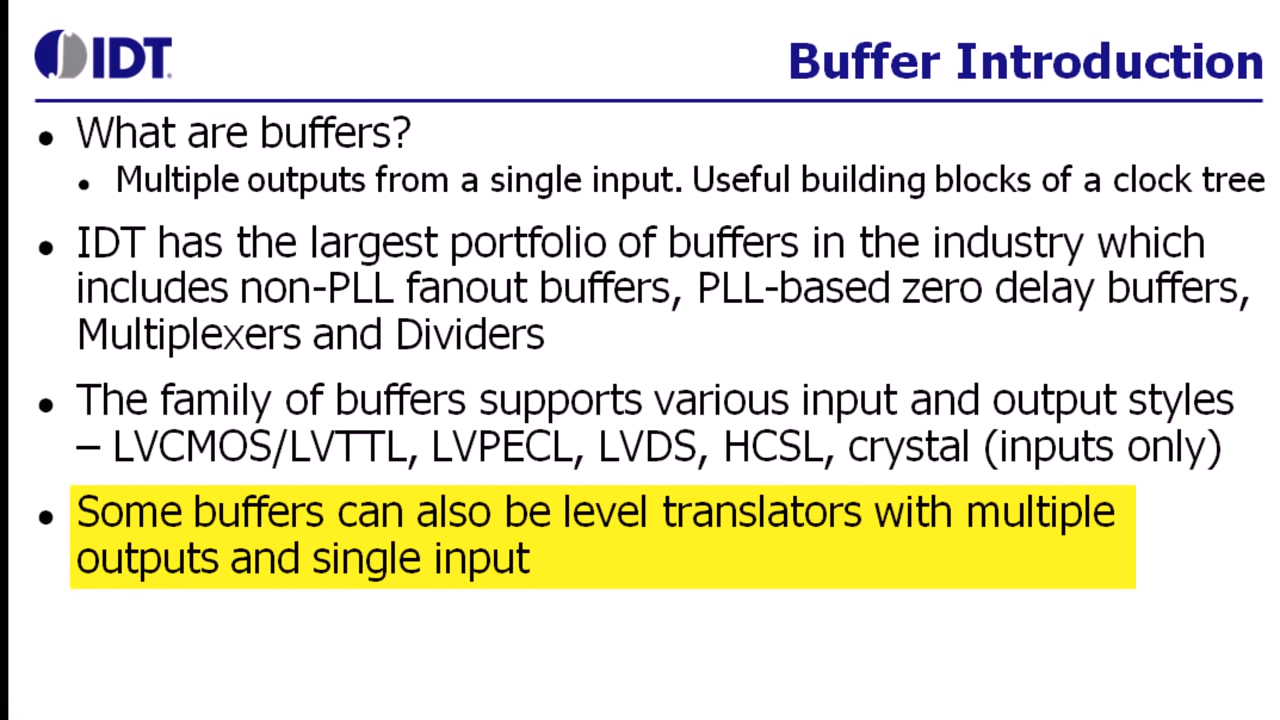 IDT
Buffer Introduction
• What are buffers?
• Multiple outputs from a single input. Useful building blocks of a clock tree
• IDT has the largest portfolio of buffers in the industry which
includes non-PLL fanout buffers, PLL-based zero delay buffers,
Multiplexers and Dividers
• The family of buffers supports various input and output styles
– LVCMOS/LVTTL, LVPECL, LVDS, HCSL, crystal (inputs only)
• Some buffers can also be level translators with multiple
outputs and single input